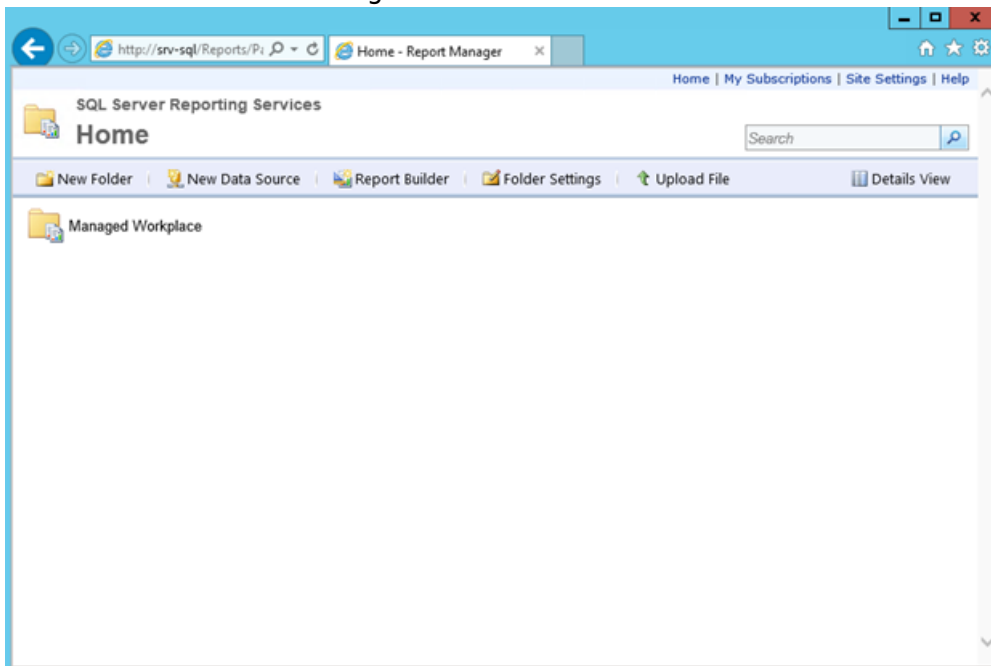 http://srv-sql/Reports/Pa
Home - Report Manager
Home | My Subscriptions | Site Settings | Help
SQL Server Reporting Services
Home
Search
New Folder | New Data Source | Report Builder | Folder Settings | Upload File
Details View
Managed Workplace